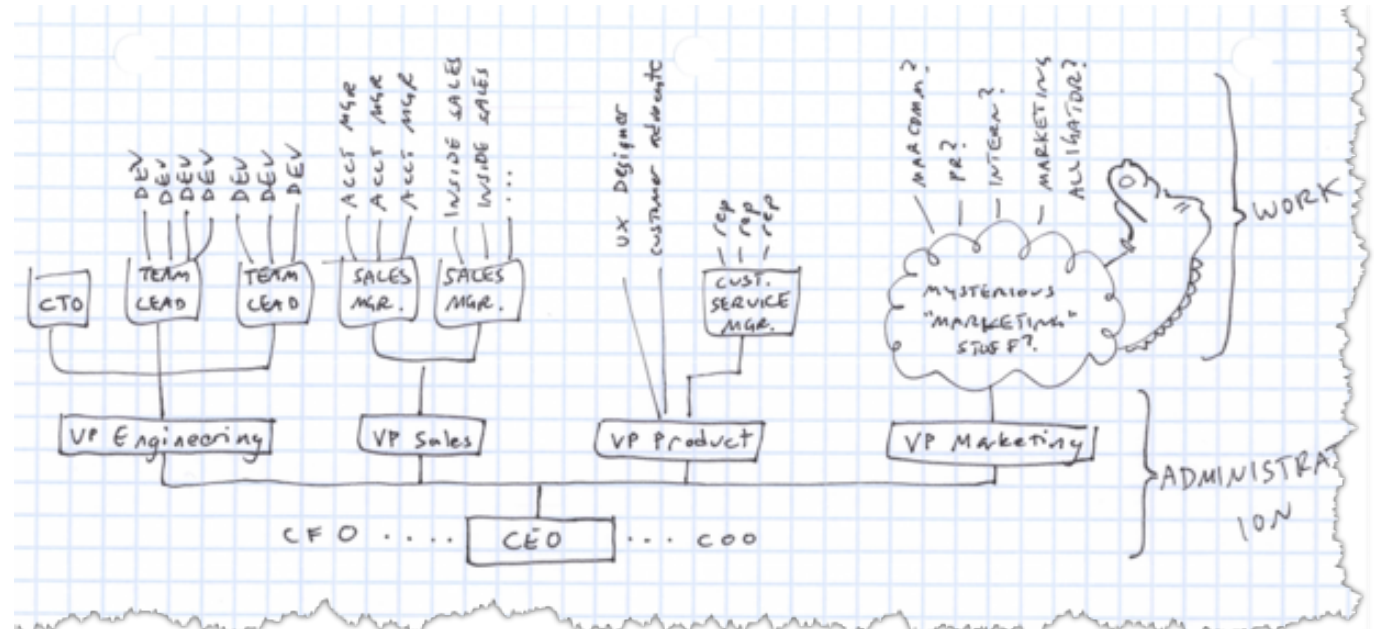 DEV
DEV
DEV
DEV
DEV
DEV
DEV
ACCT MGR
ACCT MGR
ACCT MGR
INSIDE SALES
INSIDE SALES
...
UX Designer
customer advocate
rep
rep
rep
MARCOMM?
PR?
INTERN?
MARKETING
ALLIGATOR?
WORK
CTO
TEAM
LEAD
TEAM
LEAD
SALES
MGR.
SALES
MGR.
CUST.
SERVICE
MGR.
MYSTERIOUS
"MARKETING"
STUFF?
VP Engineering
VP Sales
VP Product
VP Marketing
ADMINISTRAT
ION
CFO ..... CEO ... COO